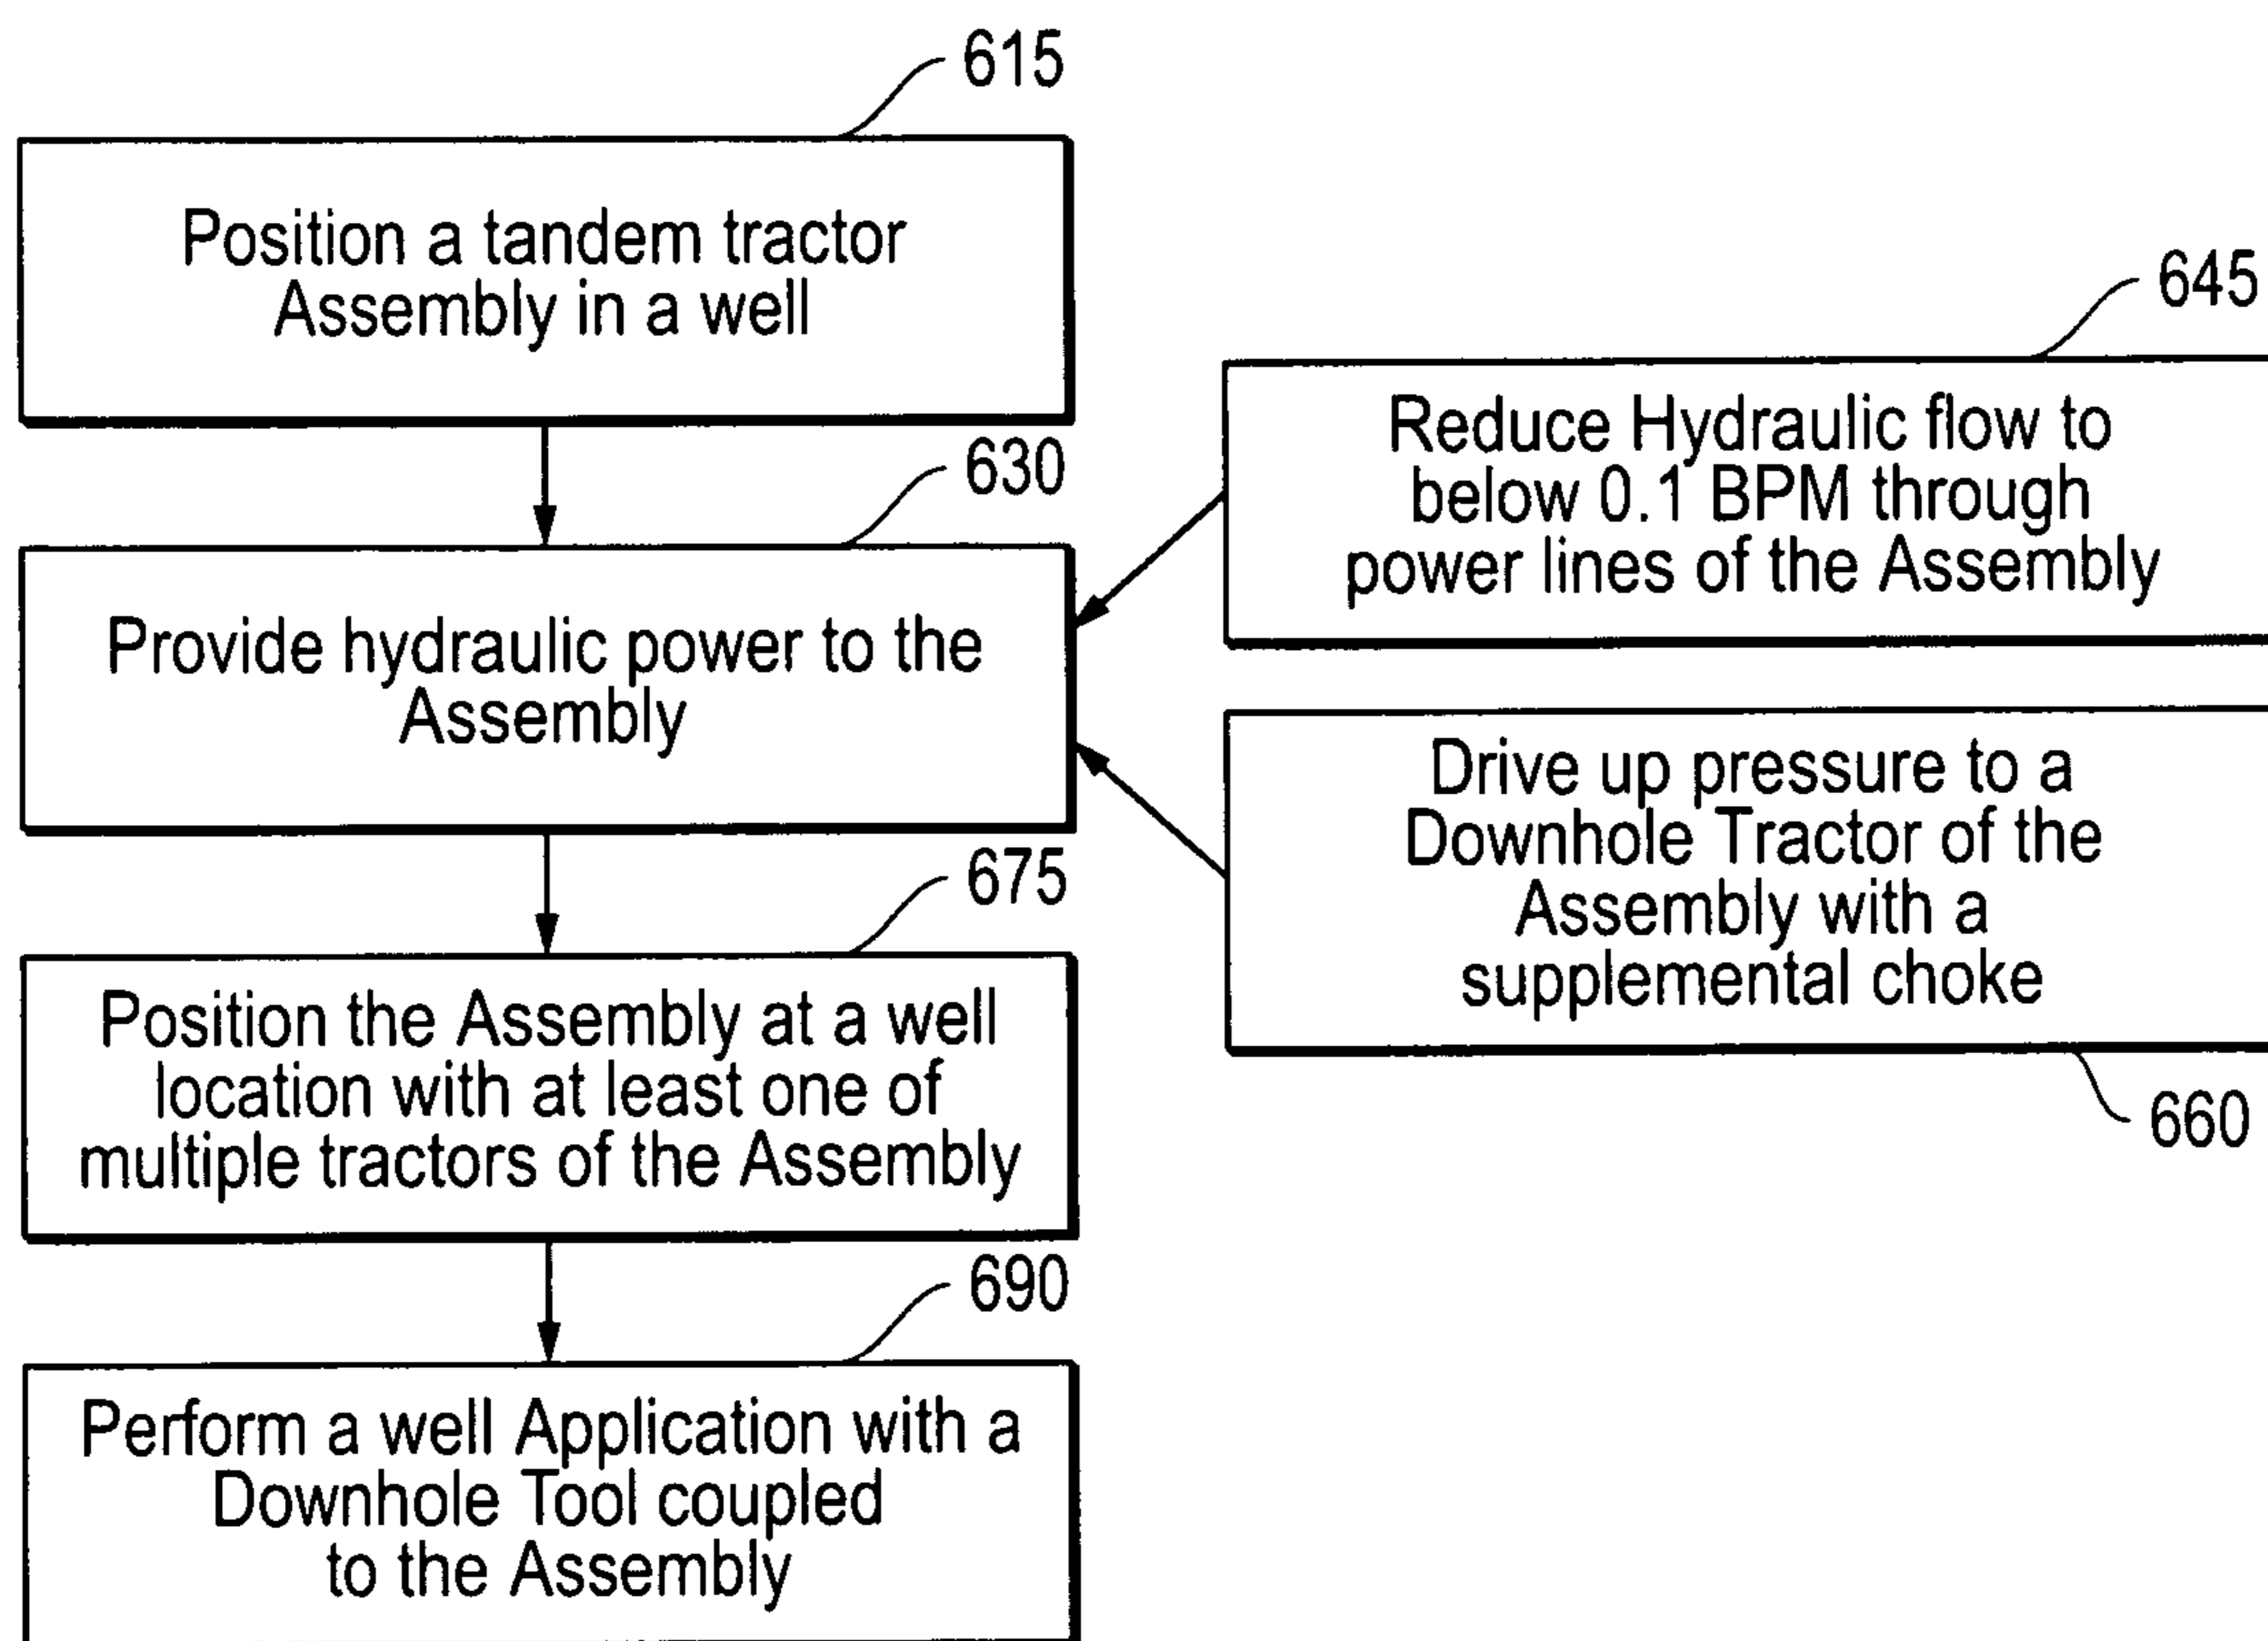 615
Position a tandem tractor
Assembly in a well
630
Provide hydraulic power to the
Assembly
645
Reduce Hydraulic flow to
below 0.1 BPM through
power lines of the Assembly
Drive up pressure to a
Downhole Tractor of the
Assembly with a
supplemental choke
660
675
Position the Assembly at a well
location with at least one of
multiple tractors of the Assembly
690
Perform a well Application with a
Downhole Tool coupled
to the Assembly